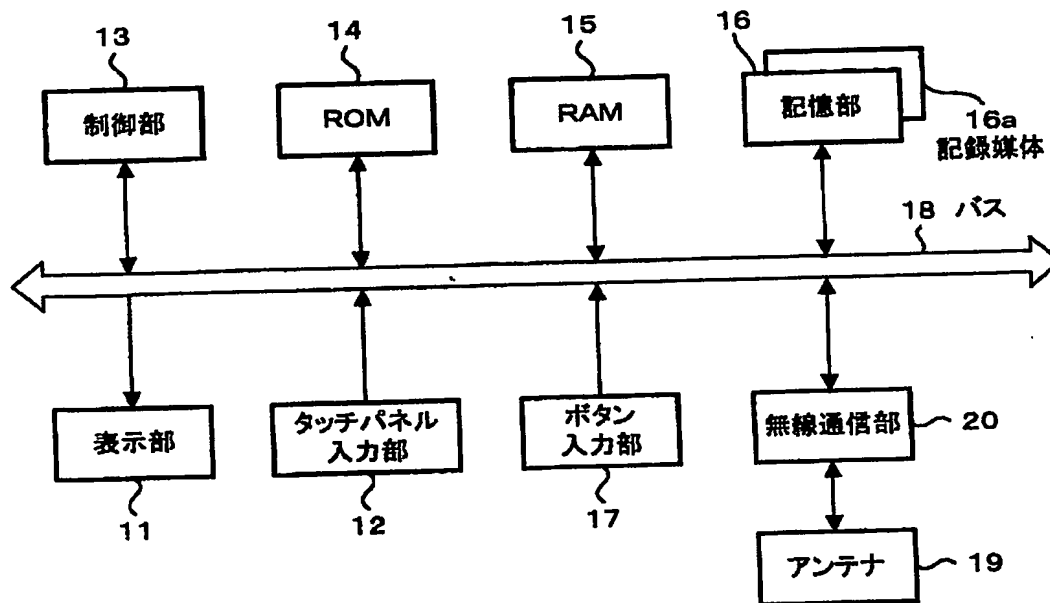 13
14
15
16
制御部
ROM
RAM
記憶部
16a
記録媒体
18 バス
表示部
タッチパネル
入力部
ボタン
入力部
無線通信部
20
11
12
17
アンテナ
19